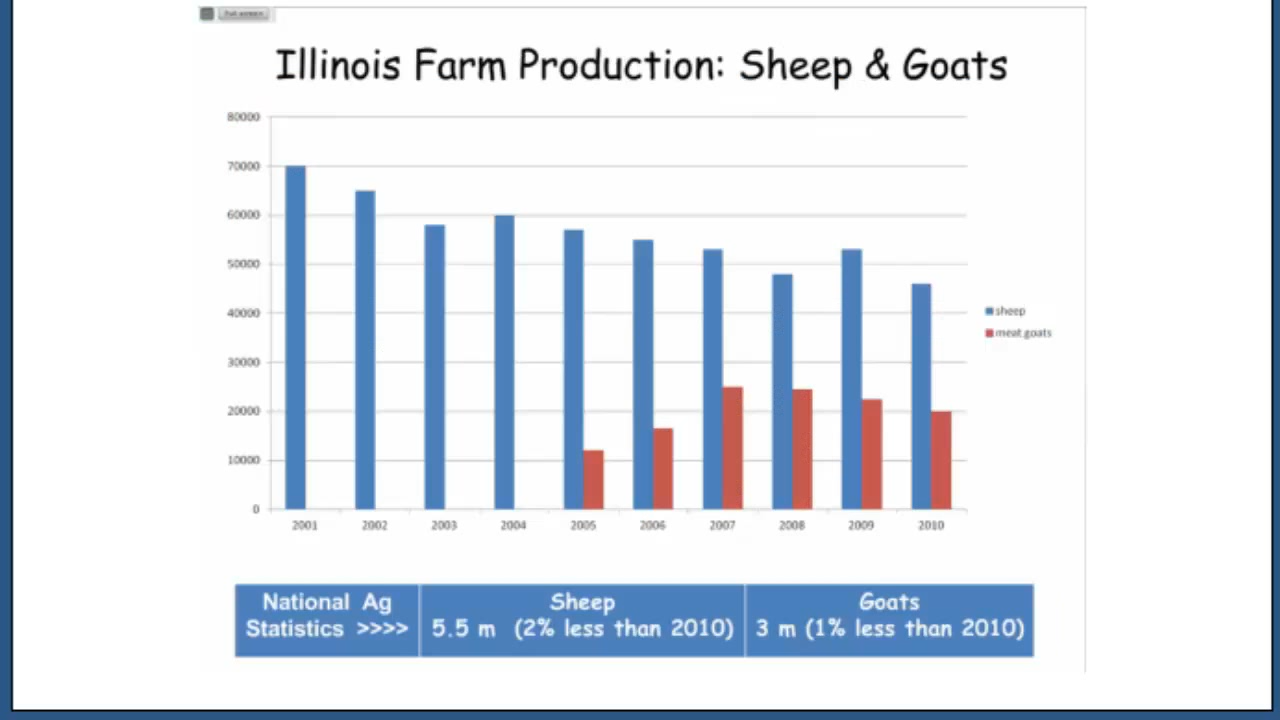 Full screen
Illinois Farm Production: Sheep & Goats
80000
70000
60000
50000
40000
30000
20000
10000
0
2001 2002 2003 2004 2005 2006 2007 2008 2009 2010
sheep
meat goats
National Ag Statistics >>>>
Sheep
5.5 m (2% less than 2010)
Goats
3 m (1% less than 2010)